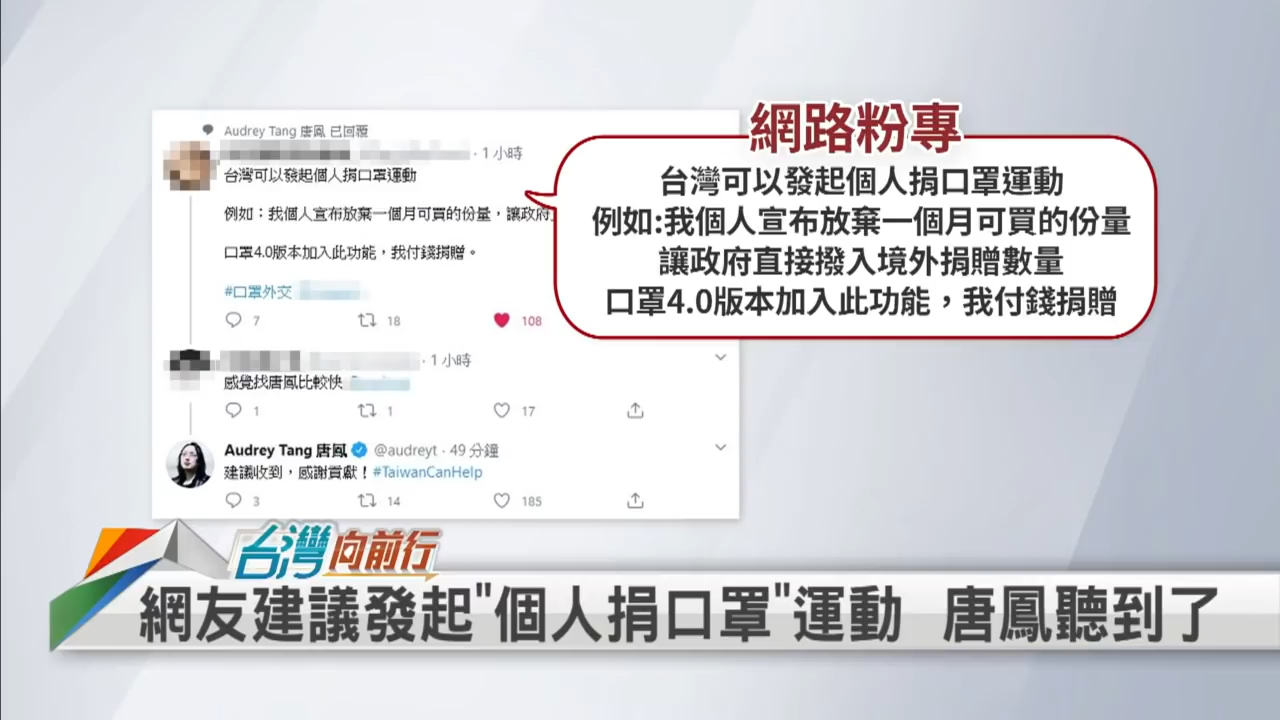 Audrey Tang 唐鳳 已回覆
· 1 小時
台灣可以發起個人捐口罩運動
例如：我個人宣布放棄一個月可買的份量，讓政府
口罩4.0版本加入此功能，我付錢捐贈。
#口罩外交
7 18 108
· 1 小時
感覺找唐鳳比較快
1 1 17
Audrey Tang 唐鳳 @audreyt · 49 分鐘
建議收到，感謝貢獻！#TaiwanCanHelp
3 14 185
網路粉專
台灣可以發起個人捐口罩運動
例如:我個人宣布放棄一個月可買的份量
讓政府直接撥入境外捐贈數量
口罩4.0版本加入此功能，我付錢捐贈
台灣向前行
網友建議發起"個人捐口罩"運動 唐鳳聽到了